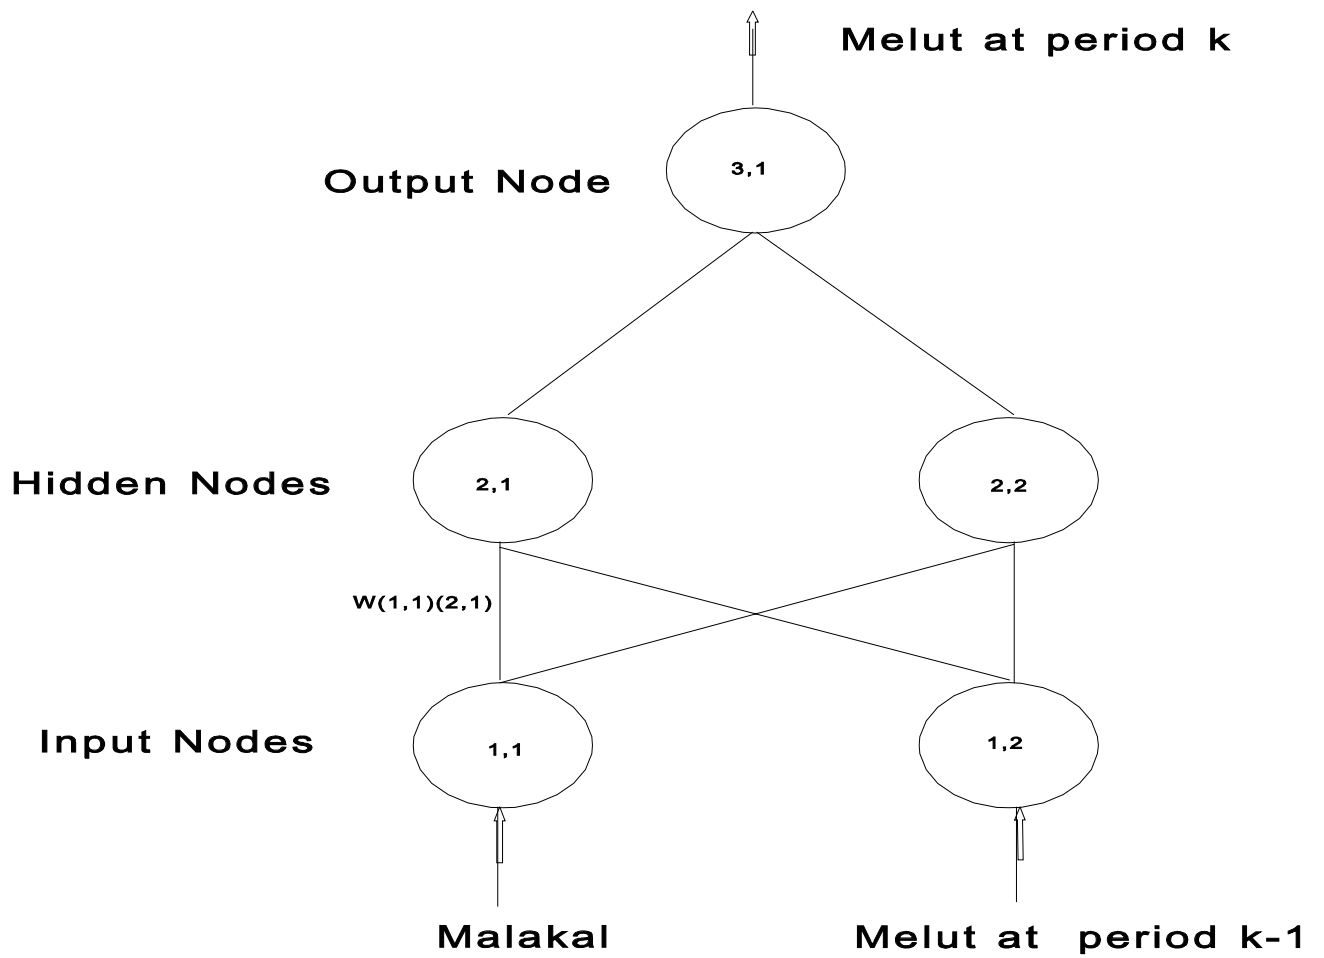 Melut at period k
3,1
Output Node
Hidden Nodes
2,1
2,2
W(1,1)(2,1)
Input Nodes
1,1
1,2
Malakal
Melut at period k-1